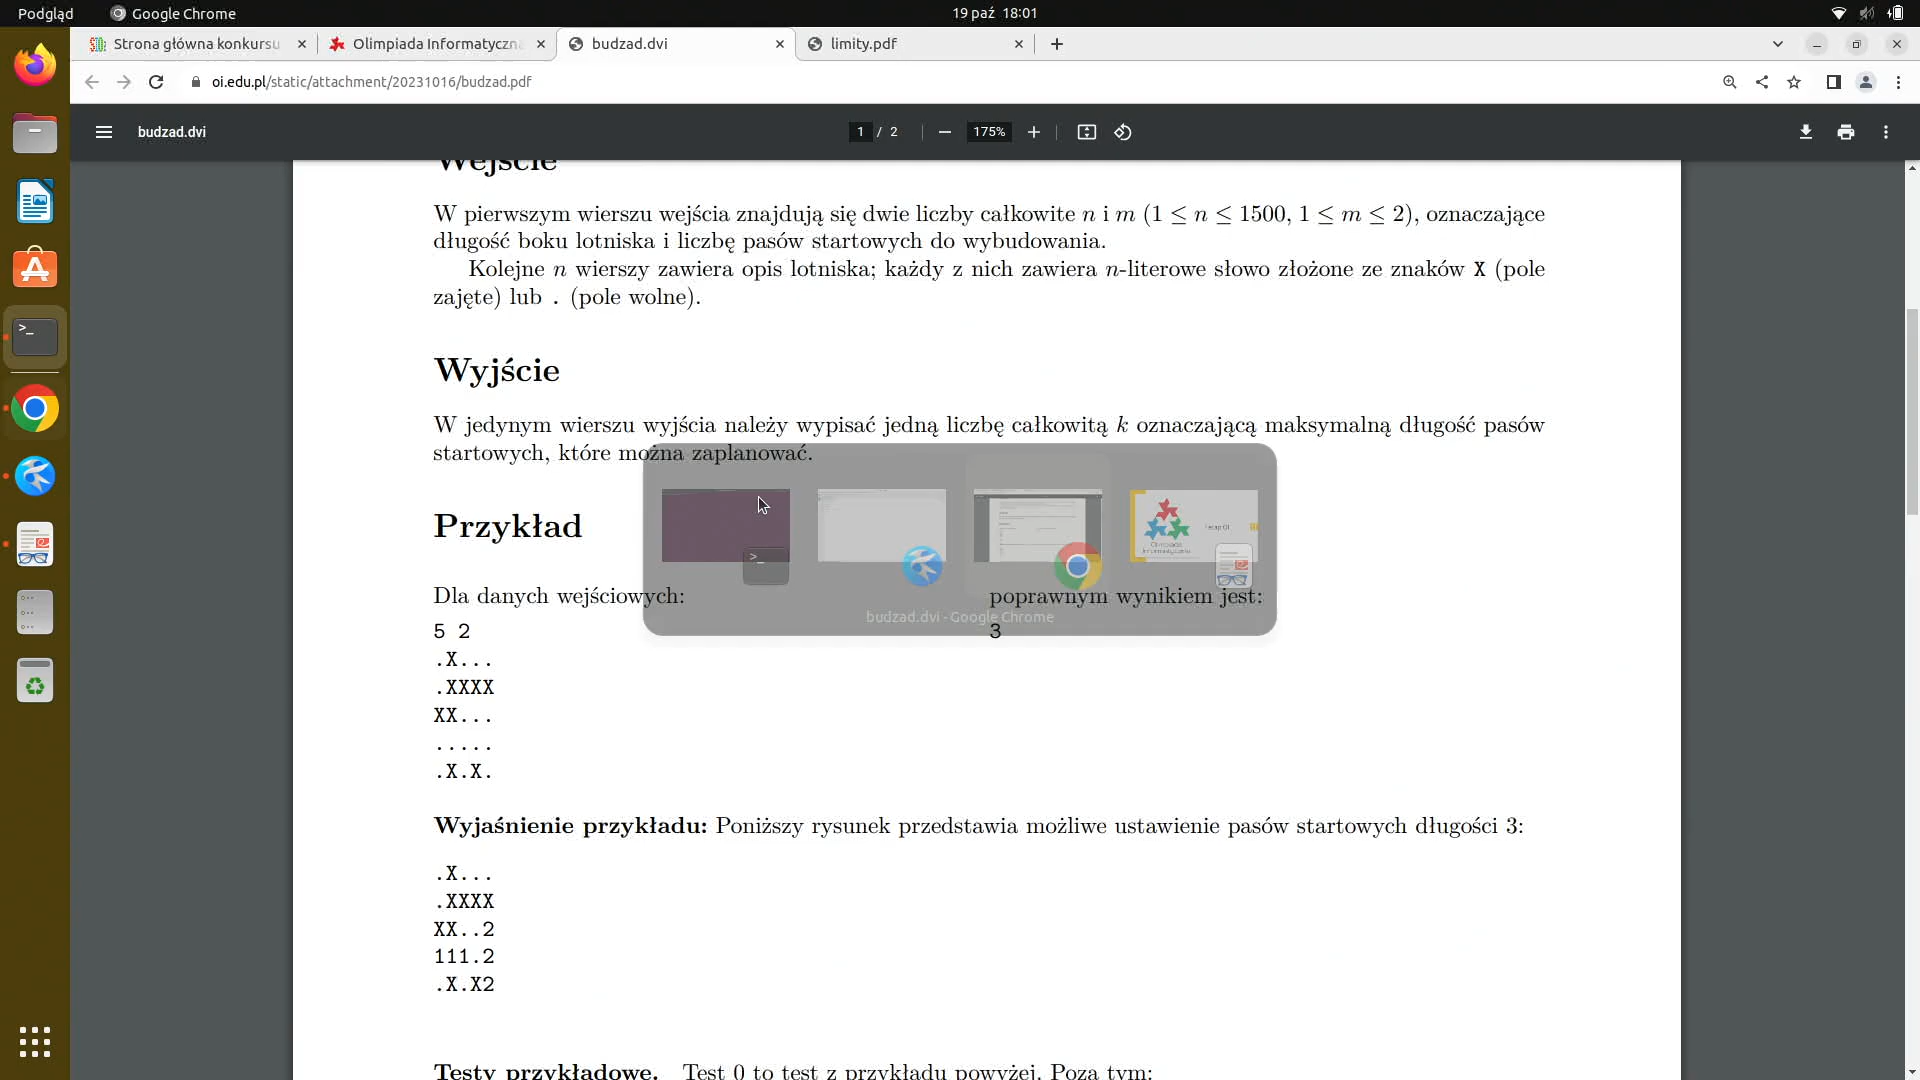 Podgląd
Google Chrome
19 paź 18:01
Strona główna konkursu
Olimpiada Informatyczna
budzad.dvi
limity.pdf
oi.edu.pl/static/attachment/20231016/budzad.pdf
budzad.dvi
1 / 2
175%
Wejście
W pierwszym wierszu wejścia znajdują się dwie liczby całkowite n i m (1 ≤ n ≤ 1500, 1 ≤ m ≤ 2), oznaczające
długość boku lotniska i liczbę pasów startowych do wybudowania.
Kolejne n wierszy zawiera opis lotniska; każdy z nich zawiera n-literowe słowo złożone ze znaków X (pole
zajęte) lub . (pole wolne).
Wyjście
W jedynym wierszu wyjścia należy wypisać jedną liczbę całkowitą k oznaczającą maksymalną długość pasów
startowych, które można zaplanować.
Przykład
Olimpiada
Informatyczna
Dla danych wejściowych:
poprawnym wynikiem jest:
budzad.dvi - Google Chrome
5 2
3
.X...
.XXXX
XX...
.....
.X.X.
Wyjaśnienie przykładu: Poniższy rysunek przedstawia możliwe ustawienie pasów startowych długości 3:
.X...
.XXXX
XX..2
111.2
.X.X2
Testy przykładowe. Test 0 to test z przykładu powyżej. Poza tym: